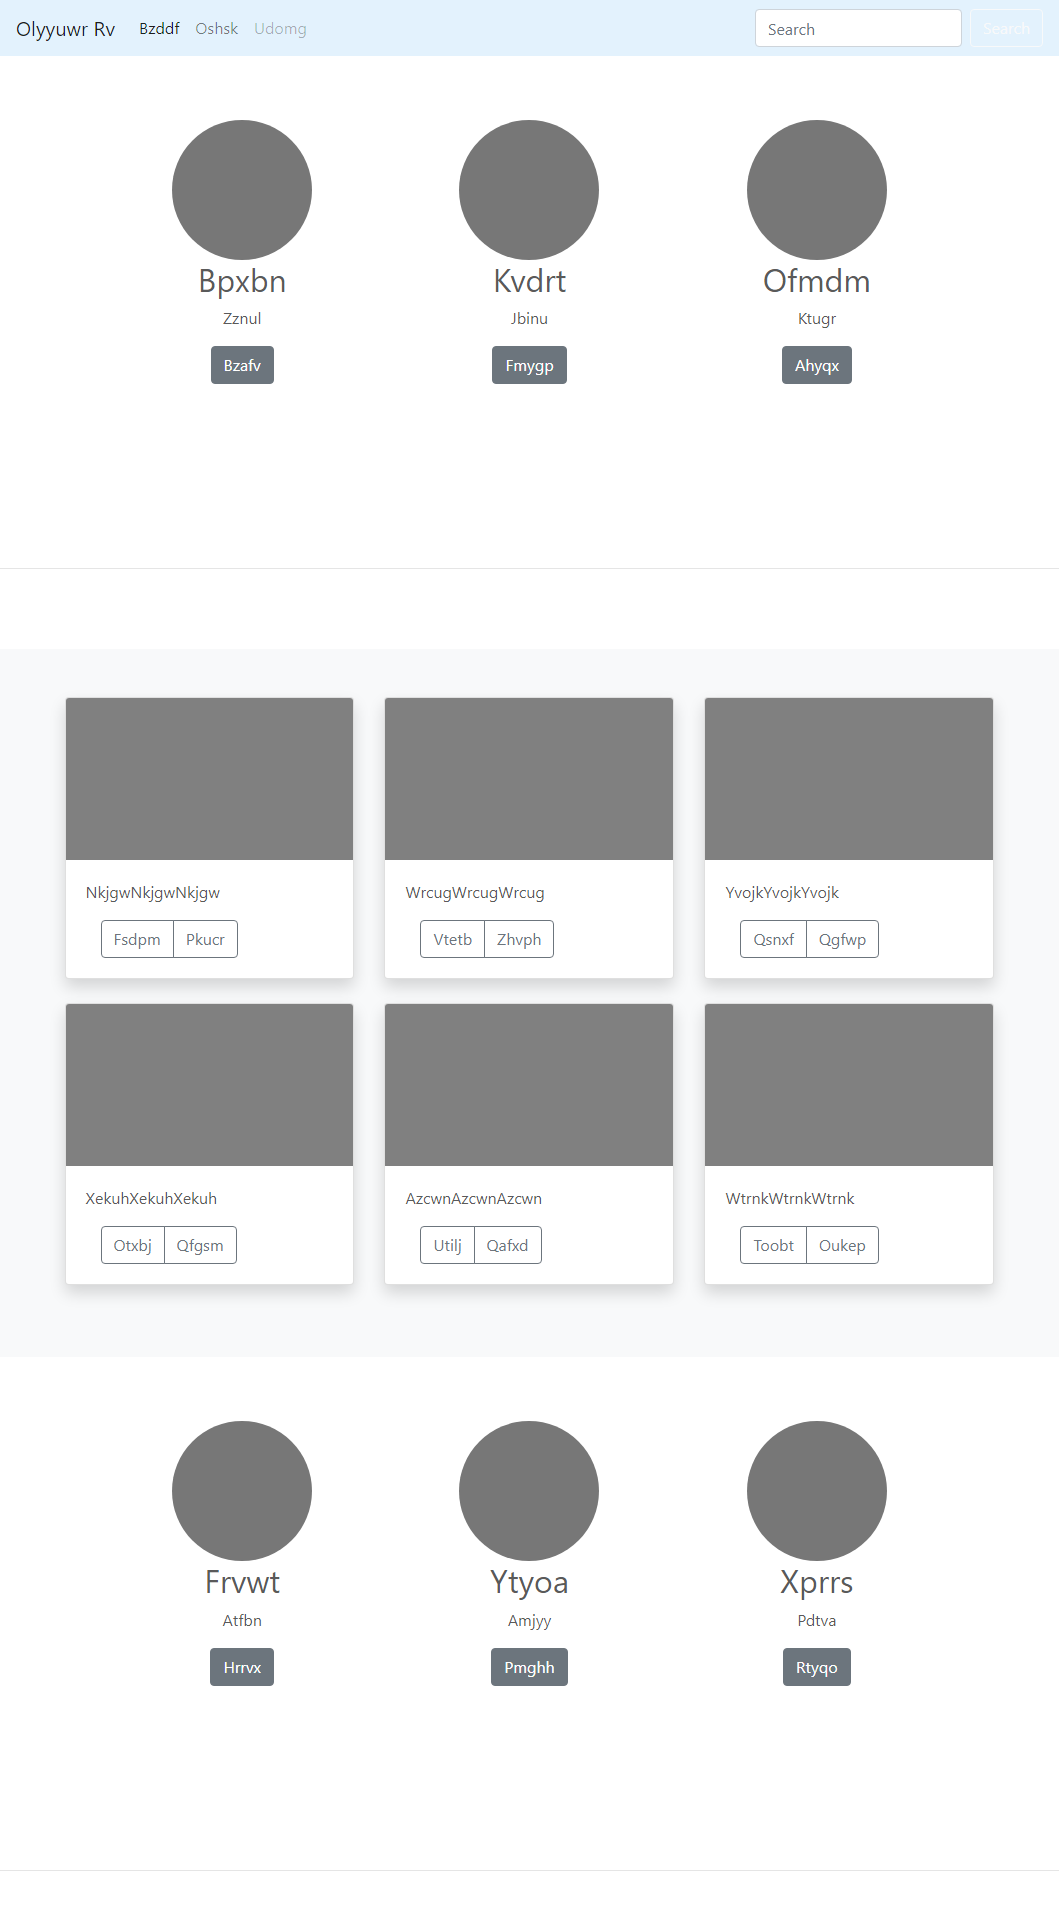 Olyyuwr Rv Bzddf Oshsk Udomg Search Search
Bpxbn Kvdrt Ofmdm
Zznul Jbinu Ktugr
Bzafv Fmygp Ahyqx
NkjgwNkjgwNkjgw WrcugWrcugWrcug YvojkYvojkYvojk
Fsdpm Pkucr Vtetb Zhvph Qsnxf Qgfwp
XekuhXekuhXekuh AzcwnAzcwnAzcwn WtrnkWtrnkWtrnk
Otxbj Qfgsm Utilj Qafxd Toobt Oukep
Frvwt Ytyoa Xprrs
Atfbn Amjyy Pdtva
Hrrvx Pmghh Rtyqo